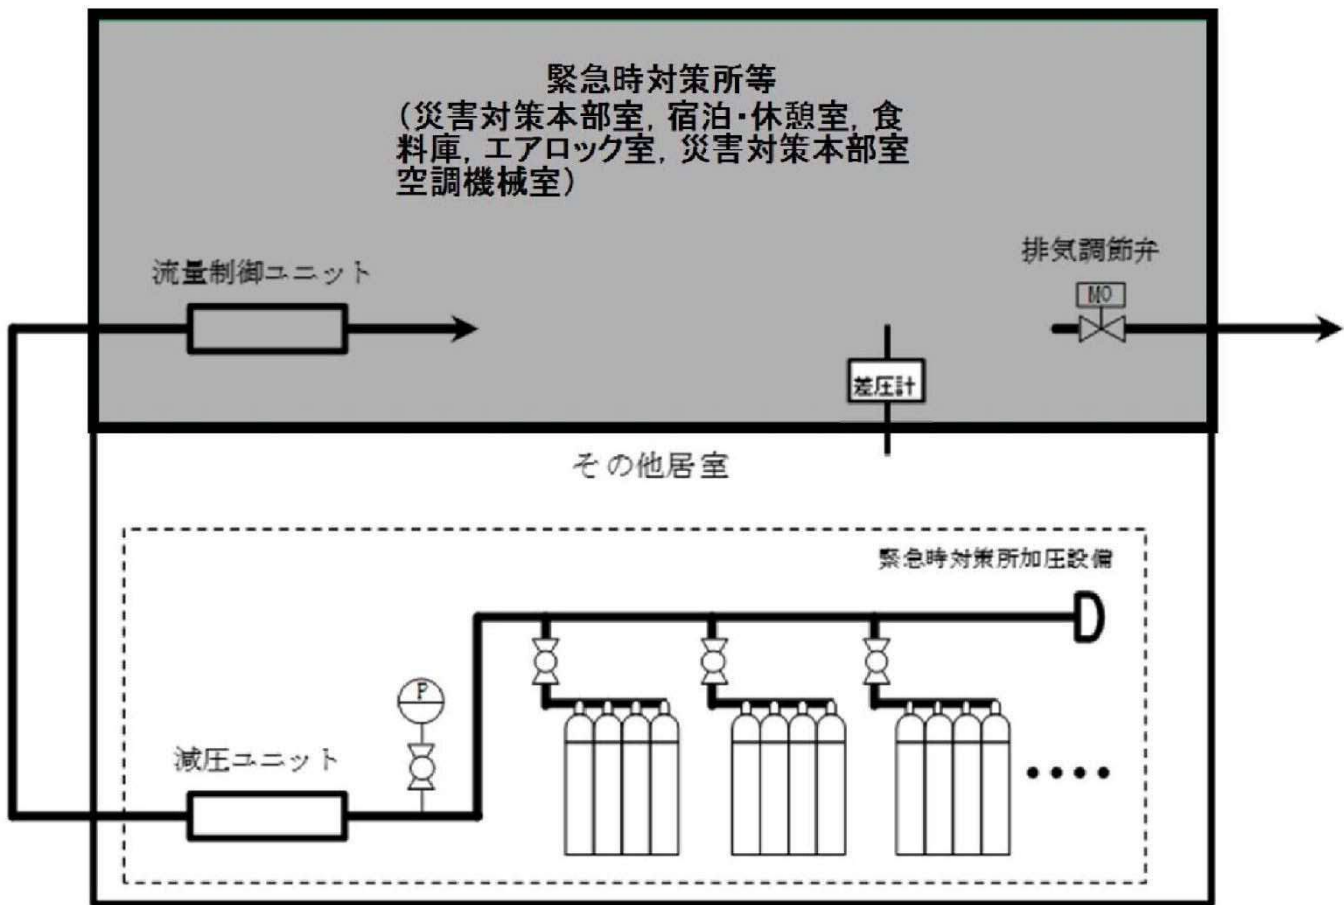 緊急時対策所等
(災害対策本部室, 宿泊・休憩室, 食
料庫, エアロック室, 災害対策本部室
空調機械室)
流量制御ユニット
排気調節弁
MO
差圧計
その他居室
緊急時対策所加圧設備
P
減圧ユニット